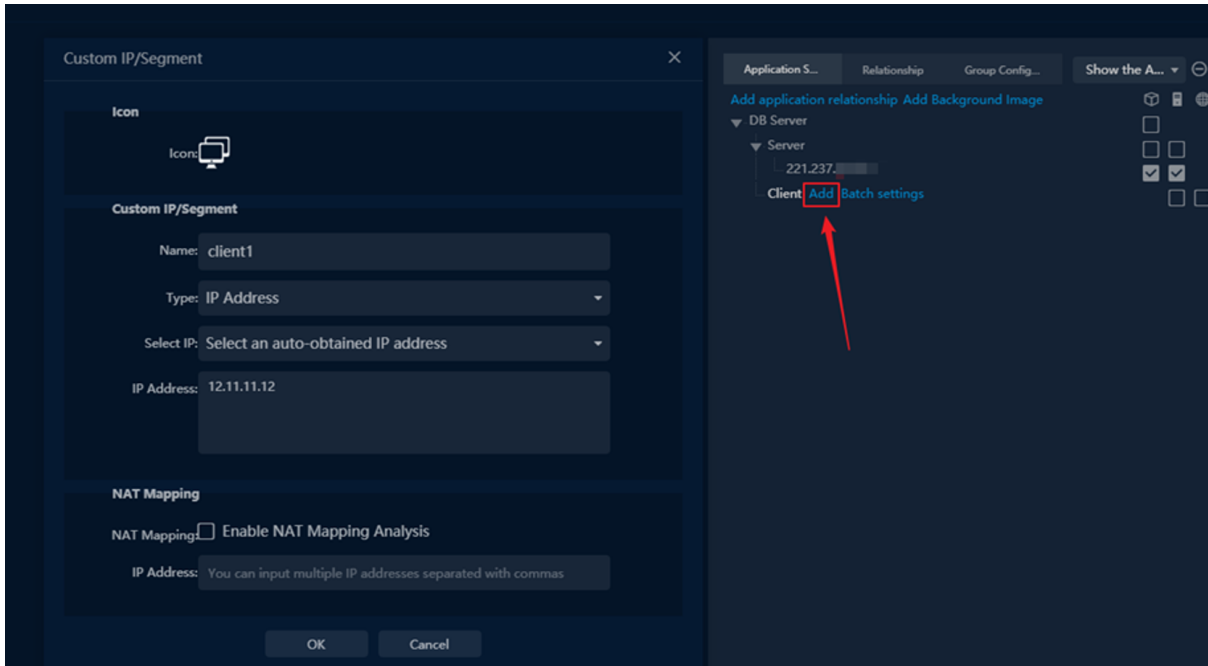 Custom IP/Segment
Icon
Icon:
Custom IP/Segment
Name: client1
Type: IP Address
Select IP: Select an auto-obtained IP address
IP Address: 12.11.11.12
NAT Mapping
NAT Mapping: Enable NAT Mapping Analysis
IP Address: You can input multiple IP addresses separated with commas
OK Cancel
Application S... Relationship Group Config... Show the A...
Add application relationship Add Background Image
DB Server
Server
221.237.
Client Add Batch settings